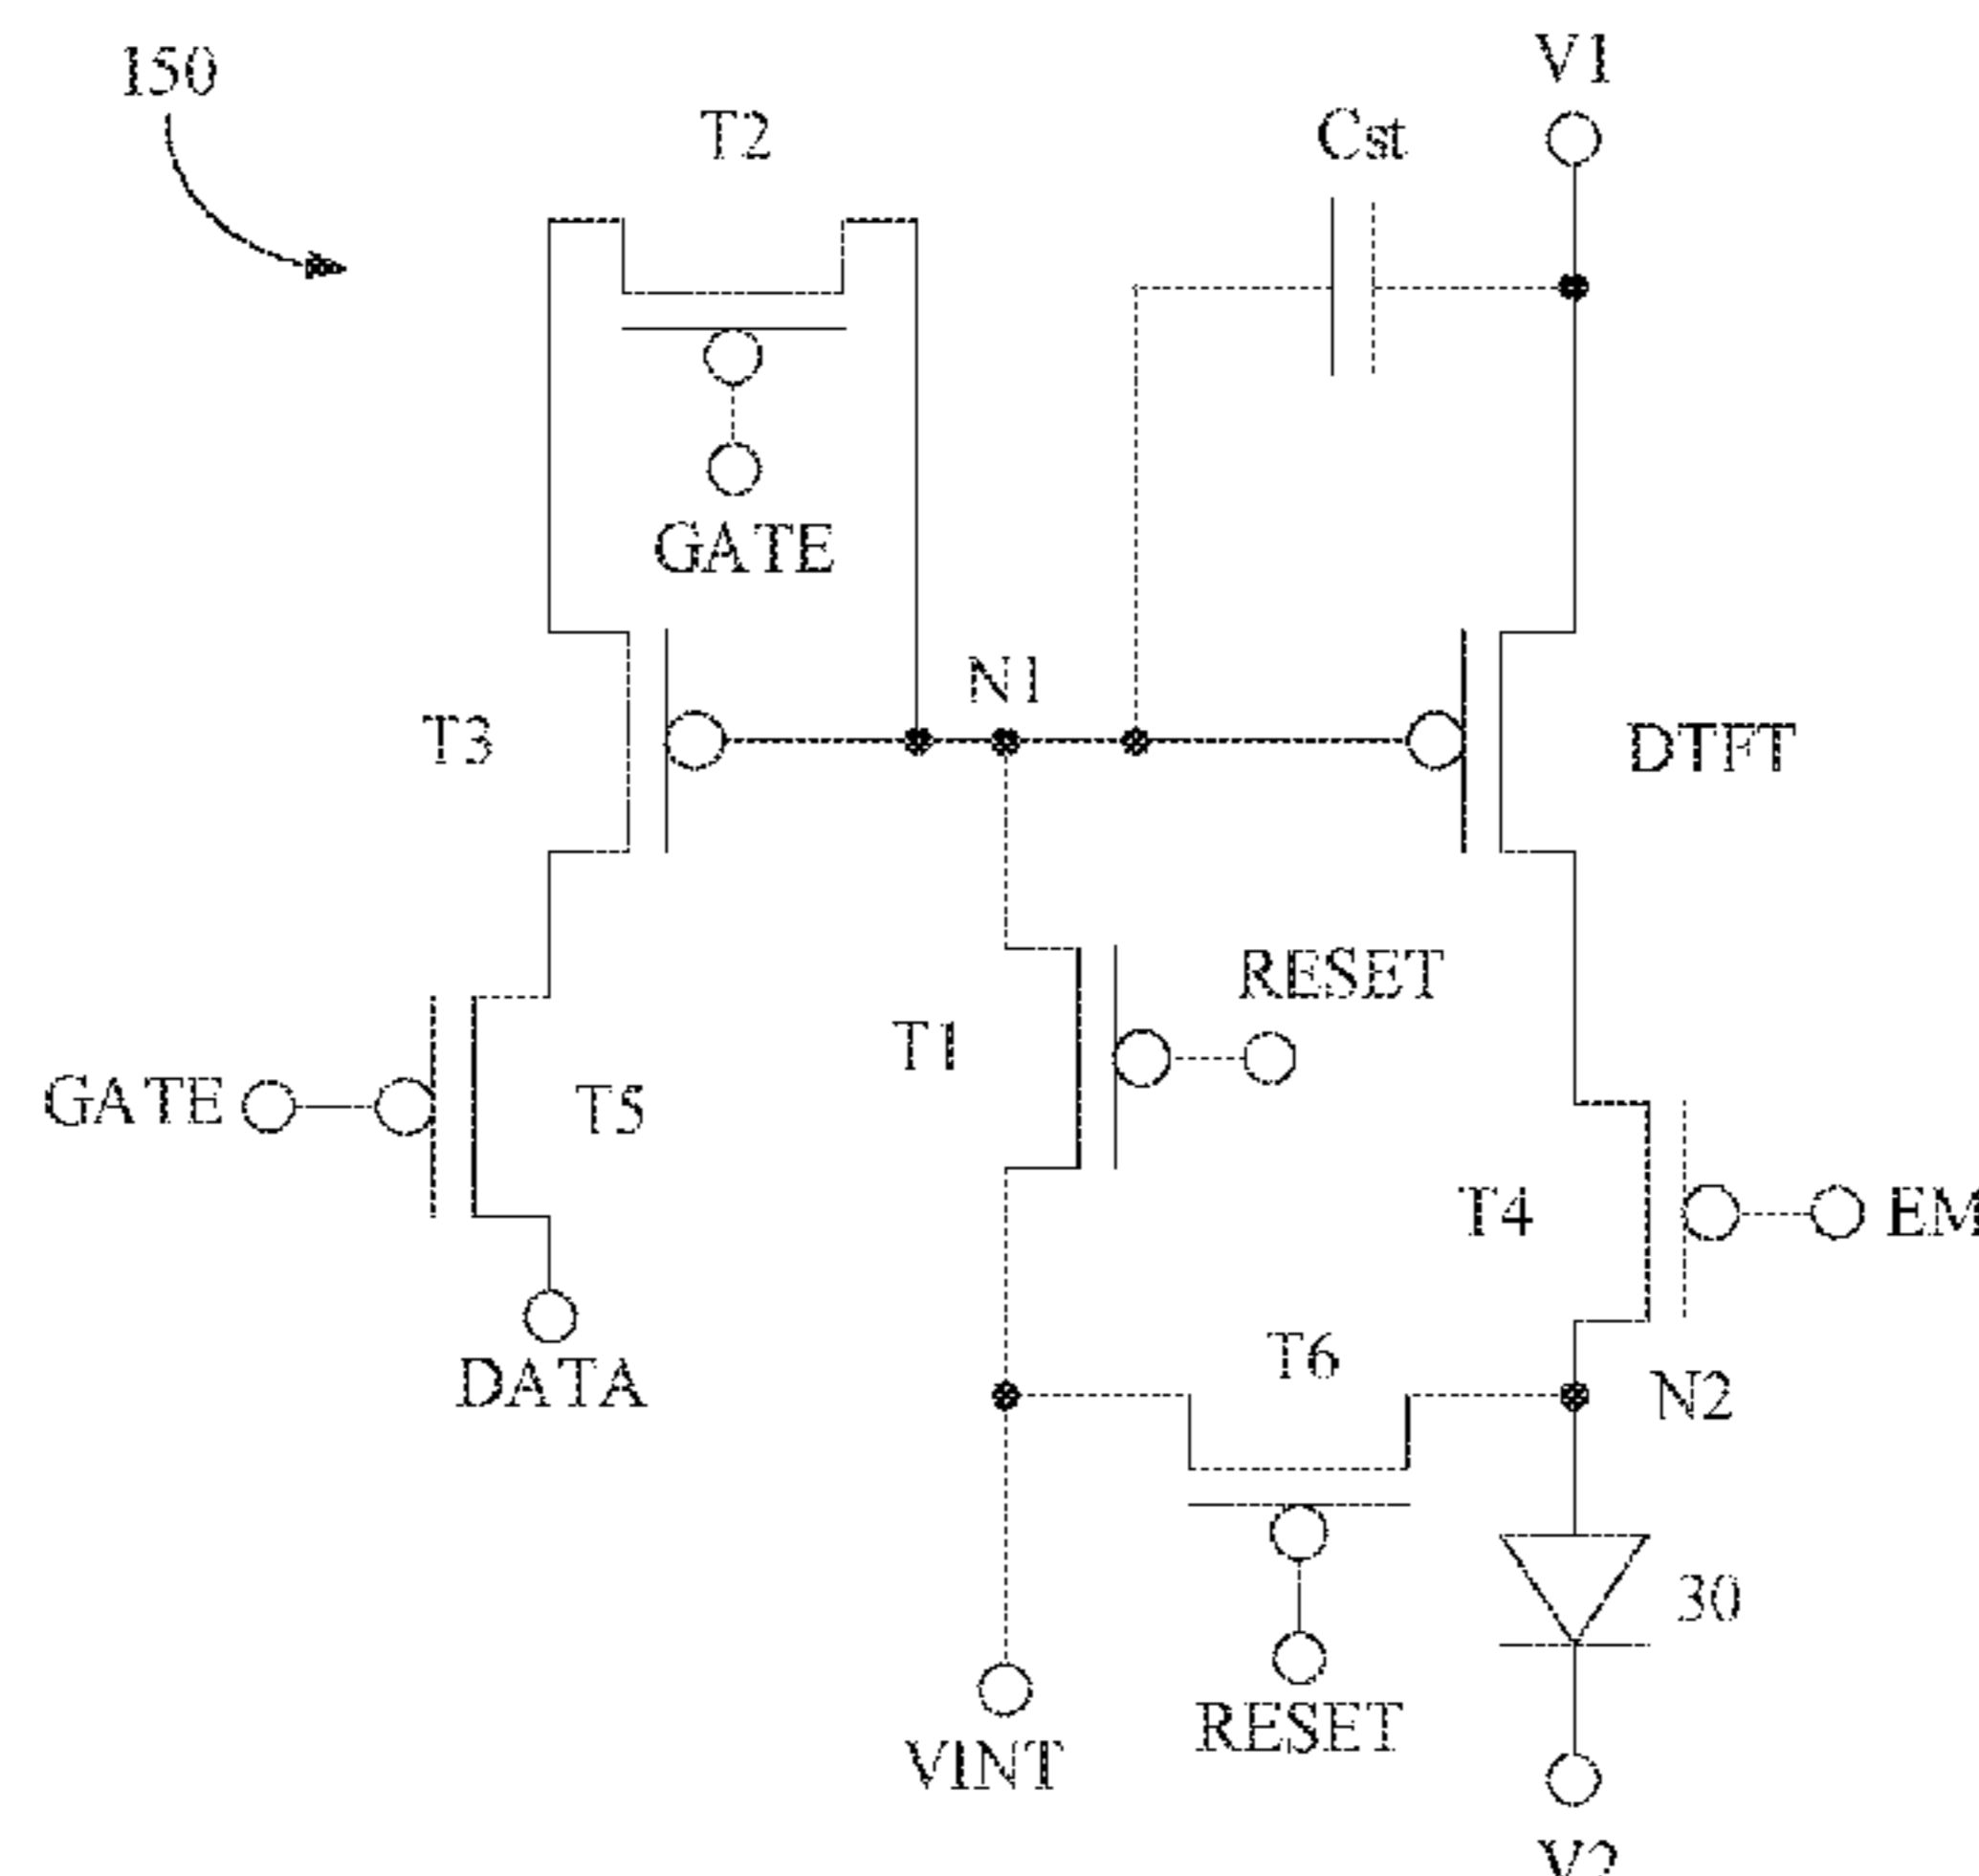 150
V1
T2
Cst
GATE
N1
T3
DTFT
RESET
T1
GATE
T5
T4
EM
T6
DATA
N2
30
RESET
VINT
V2